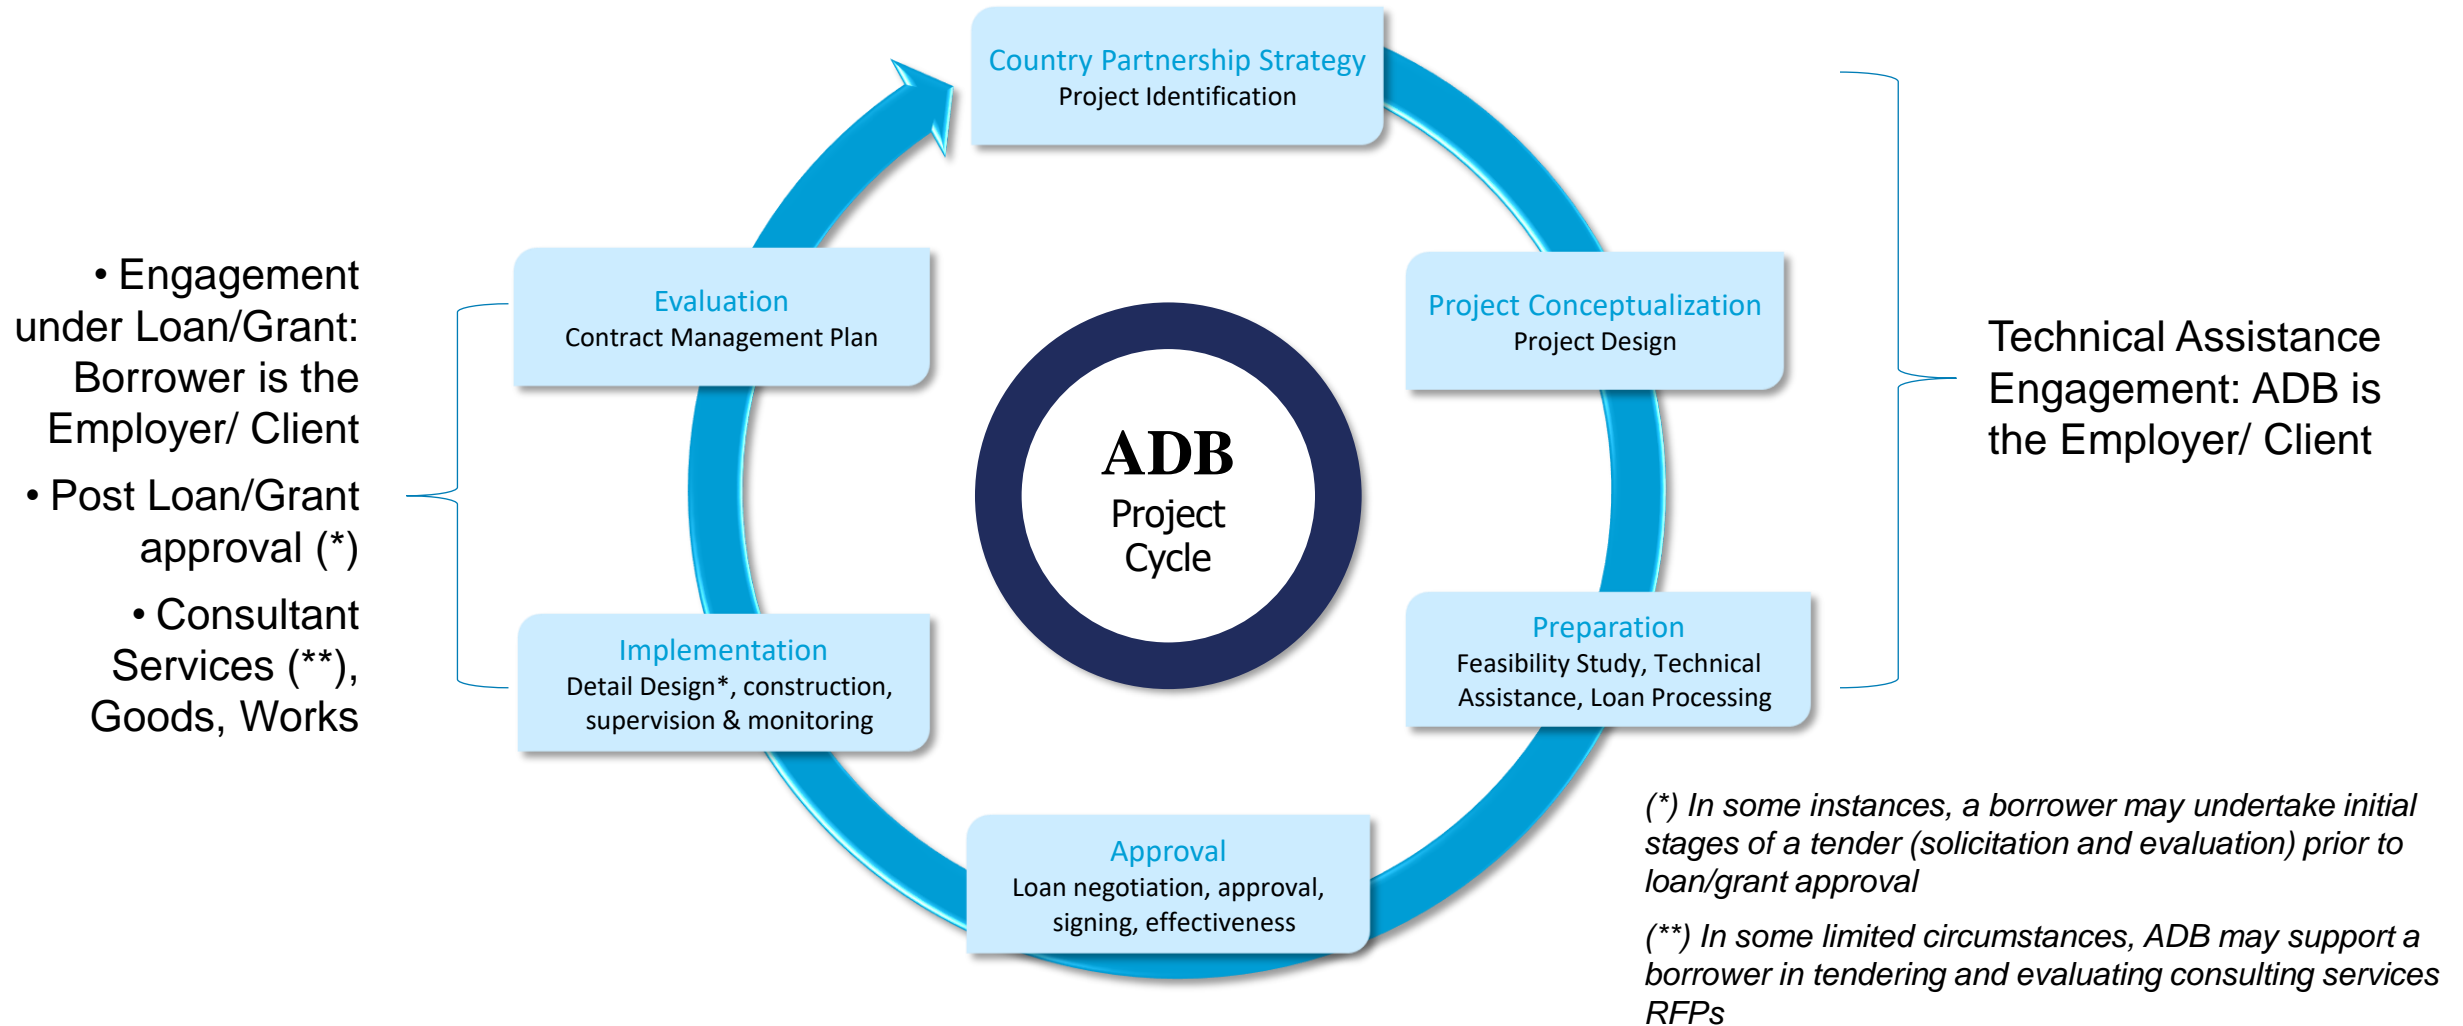 Country Partnership Strategy
Project Identification
Project Conceptualization
Project Design
Preparation
Feasibility Study, Technical
Assistance, Loan Processing
Approval
Loan negotiation, approval,
signing, effectiveness
Implementation
Detail Design*, construction,
supervision & monitoring
Evaluation
Contract Management Plan
ADB
Project
Cycle
• Engagement
under Loan/Grant:
Borrower is the
Employer/ Client
• Post Loan/Grant
approval (*)
• Consultant
Services (**),
Goods, Works
Technical Assistance
Engagement: ADB is
the Employer/ Client
(*) In some instances, a borrower may undertake initial
stages of a tender (solicitation and evaluation) prior to
loan/grant approval
(**) In some limited circumstances, ADB may support a
borrower in tendering and evaluating consulting services
RFPs